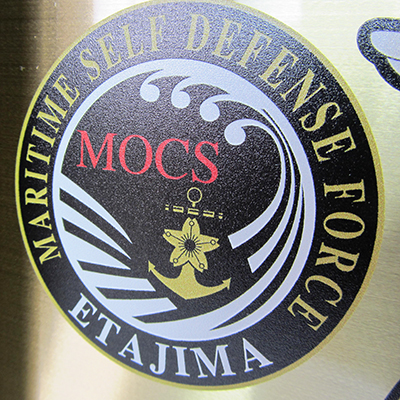 MARITIME SELF DEFENSE FORCE
MOCS
ETAJIMA